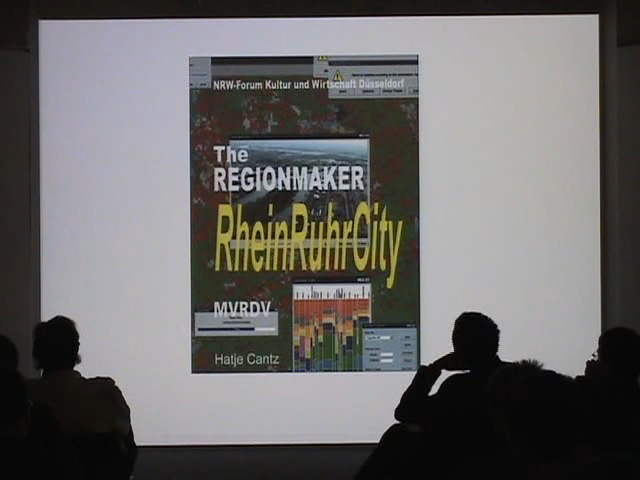 NRW-Forum Kultur und Wirtschaft Düsseldorf
The
REGIONMAKER
RheinRuhrCity
MVRDV
Hatje Cantz